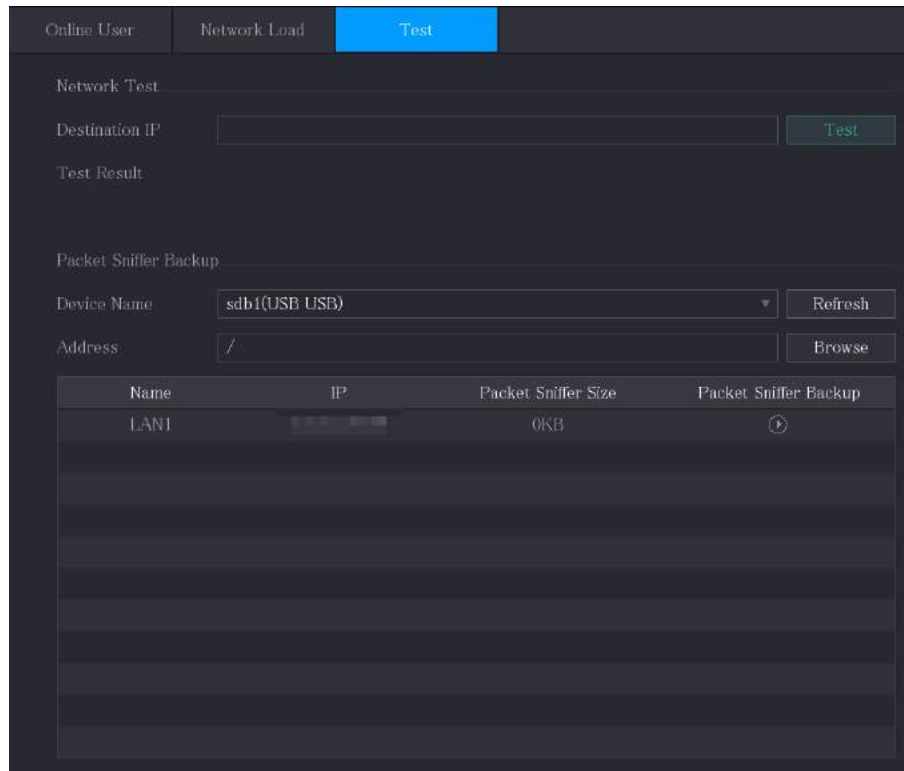 Online User Network Load Test
Network Test
Destination IP Test
Test Result
Packet Sniffer Backup
Device Name sdb1(USB USB) Refresh
Address / Browse
Name IP Packet Sniffer Size Packet Sniffer Backup
LAN1 0KB